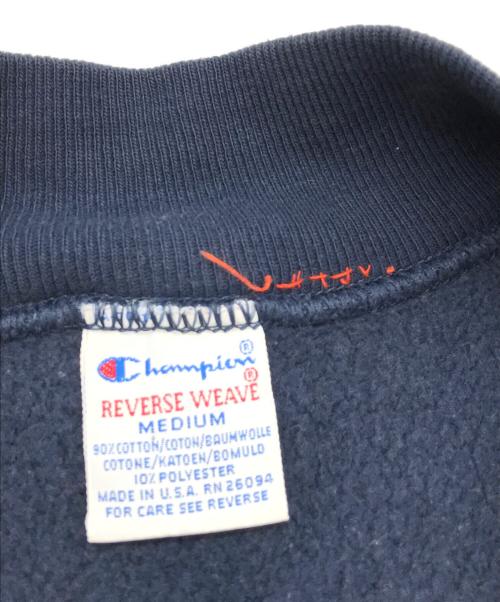 Champion®
®
REVERSE WEAVE
MEDIUM
90% COTTON/COTON/BAUMWOLLE
COTONE/KATOEN/BOMULD
10% POLYESTER
MADE IN U.S.A. RN 26094
FOR CARE SEE REVERSE